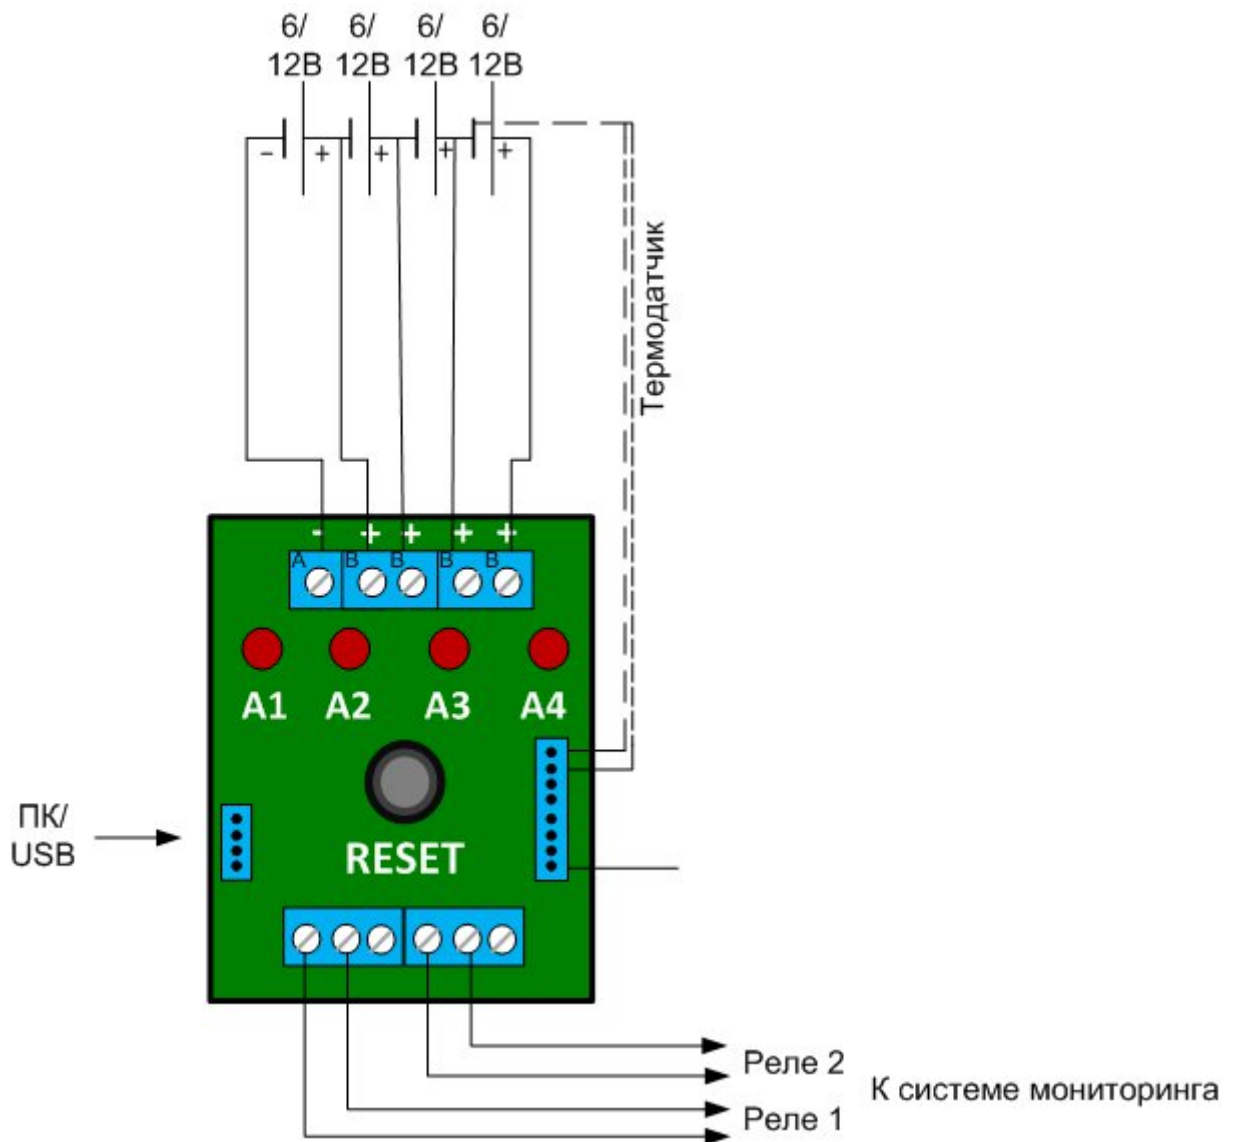 6/ 6/ 6/ 6/
12В 12В 12В 12В
- + + + +
Термодатчик
- + + + +
A B B B B
A1 A2 A3 A4
ПК/
USB
RESET
Реле 2
К системе мониторинга
Реле 1